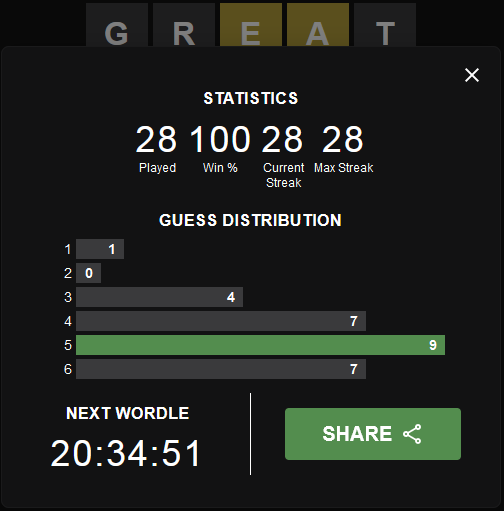 G R E A T
STATISTICS
28 100 28 28
Played Win % Current Streak Max Streak
GUESS DISTRIBUTION
1 1
2 0
3 4
4 7
5 9
6 7
NEXT WORDLE
20:34:51
SHARE